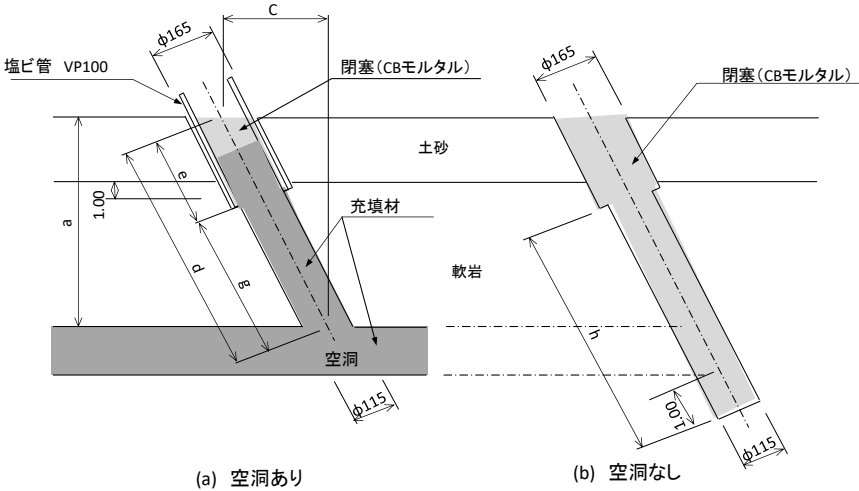 C
φ165
塩ビ管 VP100
閉塞(CBモルタル)
土砂
e
1.00
a
充填材
d
g
空洞
φ115
(a) 空洞あり
φ165
閉塞(CBモルタル)
軟岩
h
1.00
φ115
(b) 空洞なし